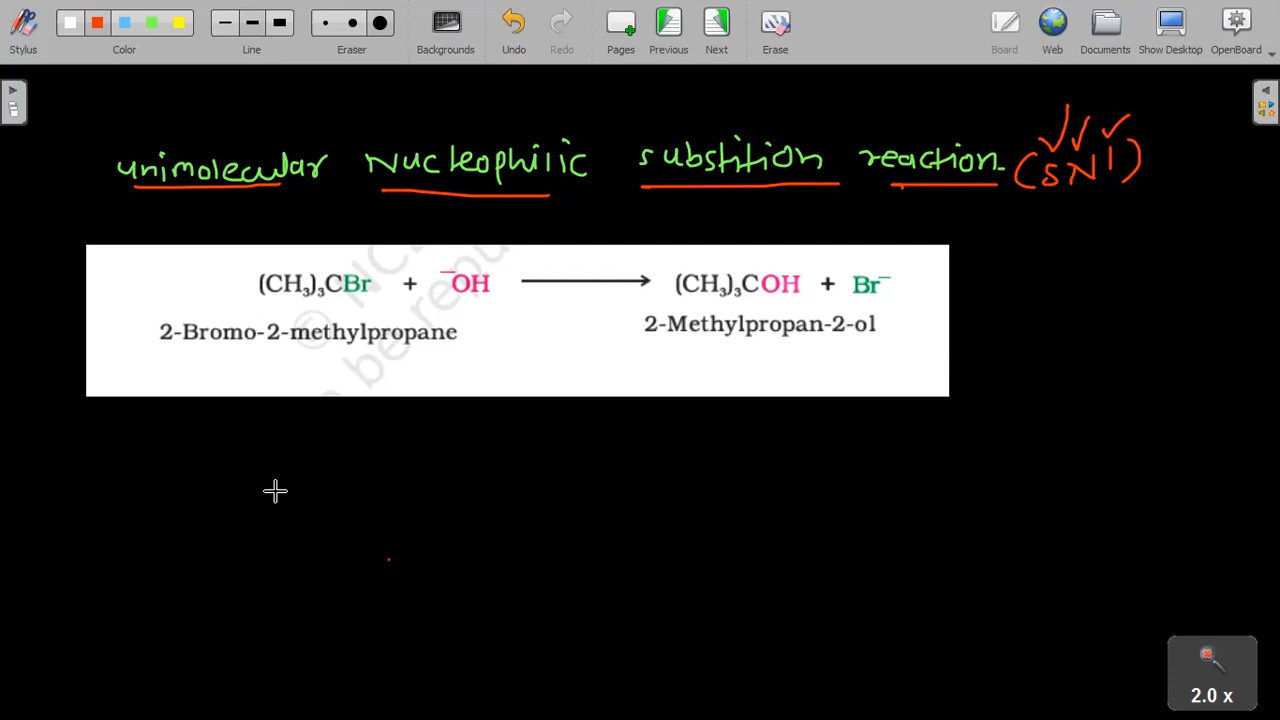 Stylus Color Line Eraser Backgrounds Undo Redo Pages Previous Next Erase Board Web Documents Show Desktop OpenBoard
unimolecular Nucleophilic substition reaction (SN1)
(CH₃)₃CBr + ⁻OH ⟶ (CH₃)₃COH + Br⁻
2-Bromo-2-methylpropane 2-Methylpropan-2-ol
2.0 x